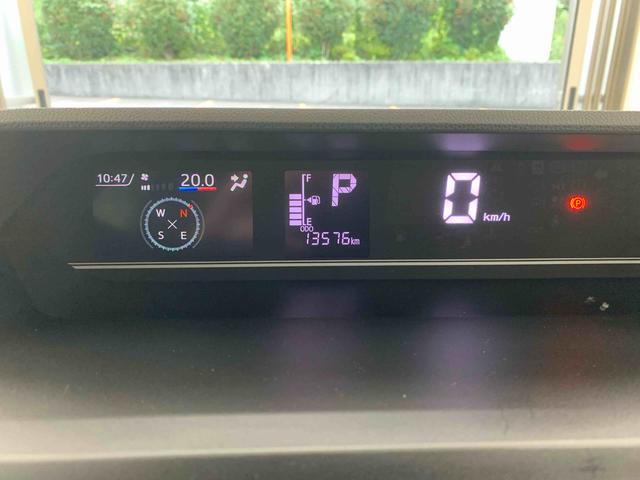 10:47
20.0
W N
S E
F
P
E
ODO
13576km
0 km/h
P